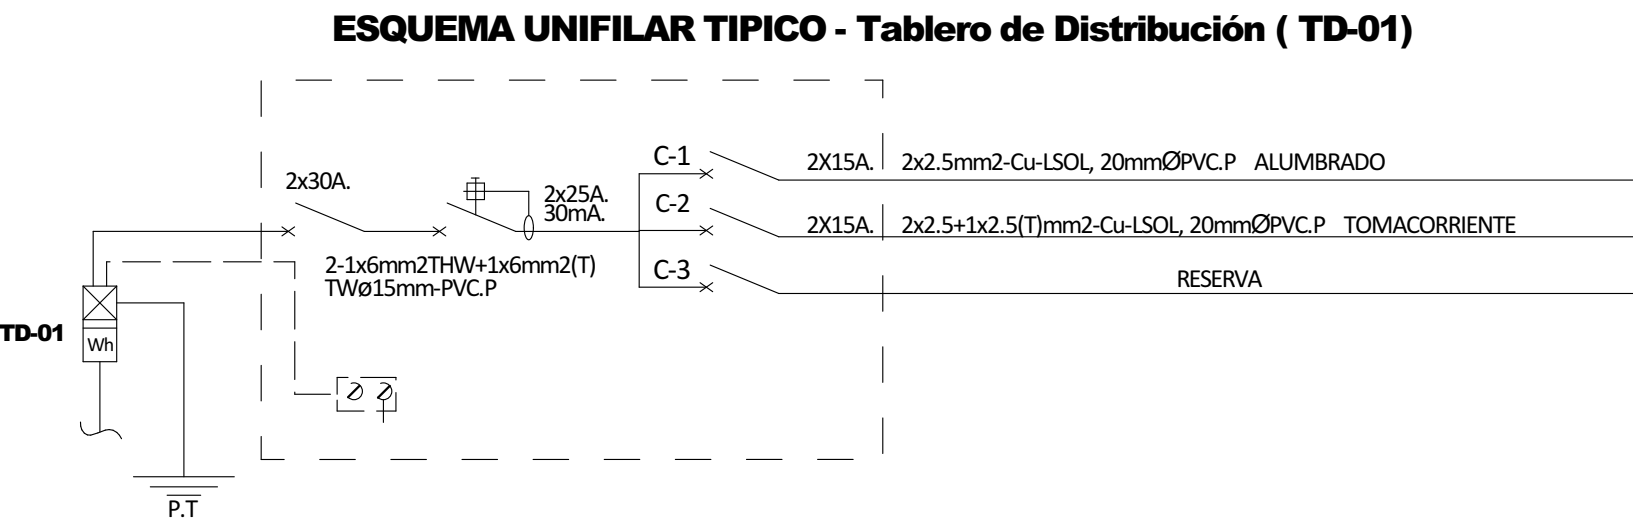 ESQUEMA UNIFILAR TIPICO - Tablero de Distribución ( TD-01)
C-1
2X15A.
2x2.5mm2-Cu-LSOL, 20mmØPVC.P ALUMBRADO
2x30A.
2x25A.
30mA.
C-2
2X15A.
2x2.5+1x2.5(T)mm2-Cu-LSOL, 20mmØPVC.P TOMACORRIENTE
2-1x6mm2THW+1x6mm2(T)
TWø15mm-PVC.P
C-3
RESERVA
TD-01
Wh
P.T